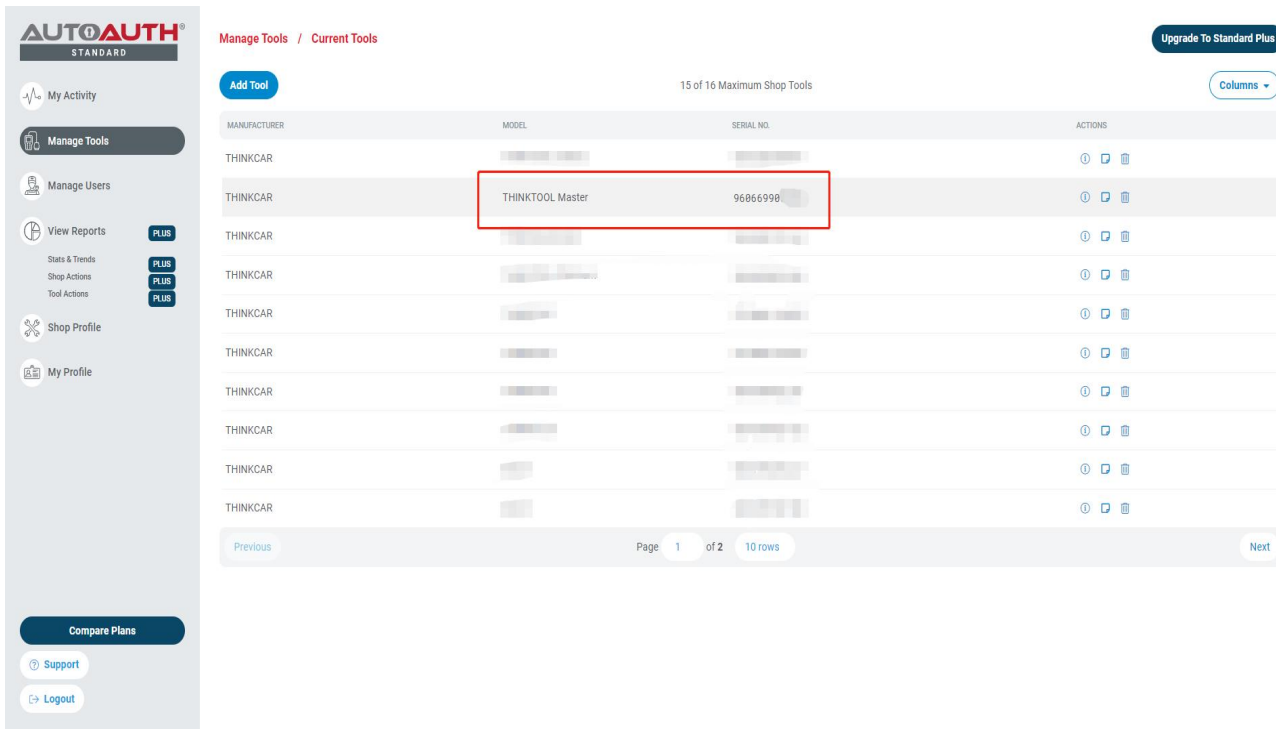 AUTOAUTH®
STANDARD
My Activity
Manage Tools
Manage Users
View Reports PLUS
Stats & Trends PLUS
Shop Actions PLUS
Tool Actions PLUS
Shop Profile
My Profile
Compare Plans
Support
Logout
Manage Tools / Current Tools
Upgrade To Standard Plus
Add Tool
15 of 16 Maximum Shop Tools
Columns
MANUFACTURER MODEL SERIAL NO. ACTIONS
THINKCAR
THINKCAR THINKTOOL Master 96066990
THINKCAR
THINKCAR
THINKCAR
THINKCAR
THINKCAR
THINKCAR
THINKCAR
THINKCAR
Previous Page 1 of 2 10 rows Next